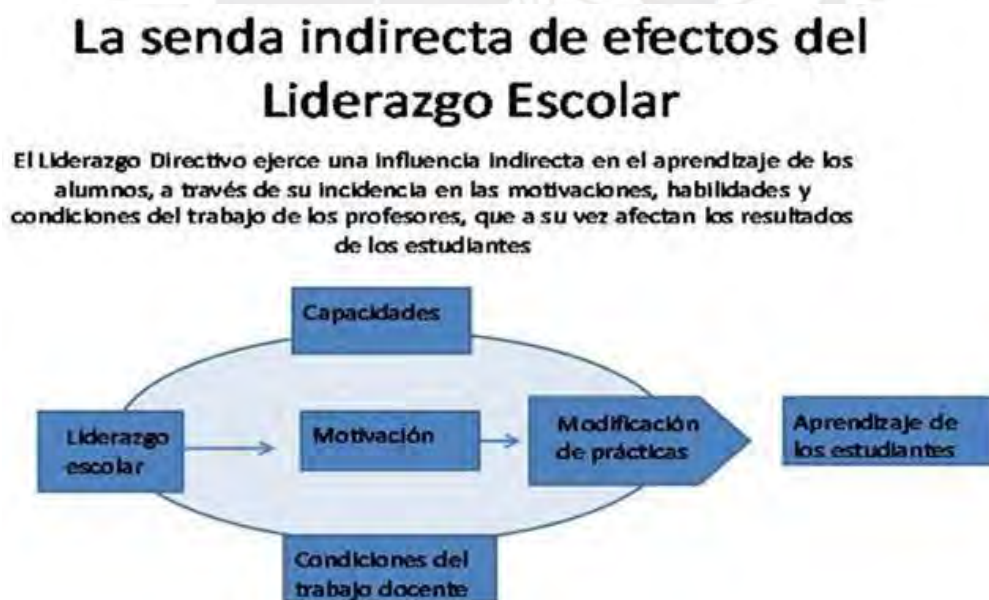 La senda indirecta de efectos del
Liderazgo Escolar
El Liderazgo Directivo ejerce una influencia indirecta en el aprendizaje de los
alumnos, a través de su incidencia en las motivaciones, habilidades y
condiciones del trabajo de los profesores, que a su vez afectan los resultados
de los estudiantes
Capacidades
Liderazgo
escolar
Motivación
Modificación
de prácticas
Aprendizaje de
los estudiantes
Condiciones del
trabajo docente